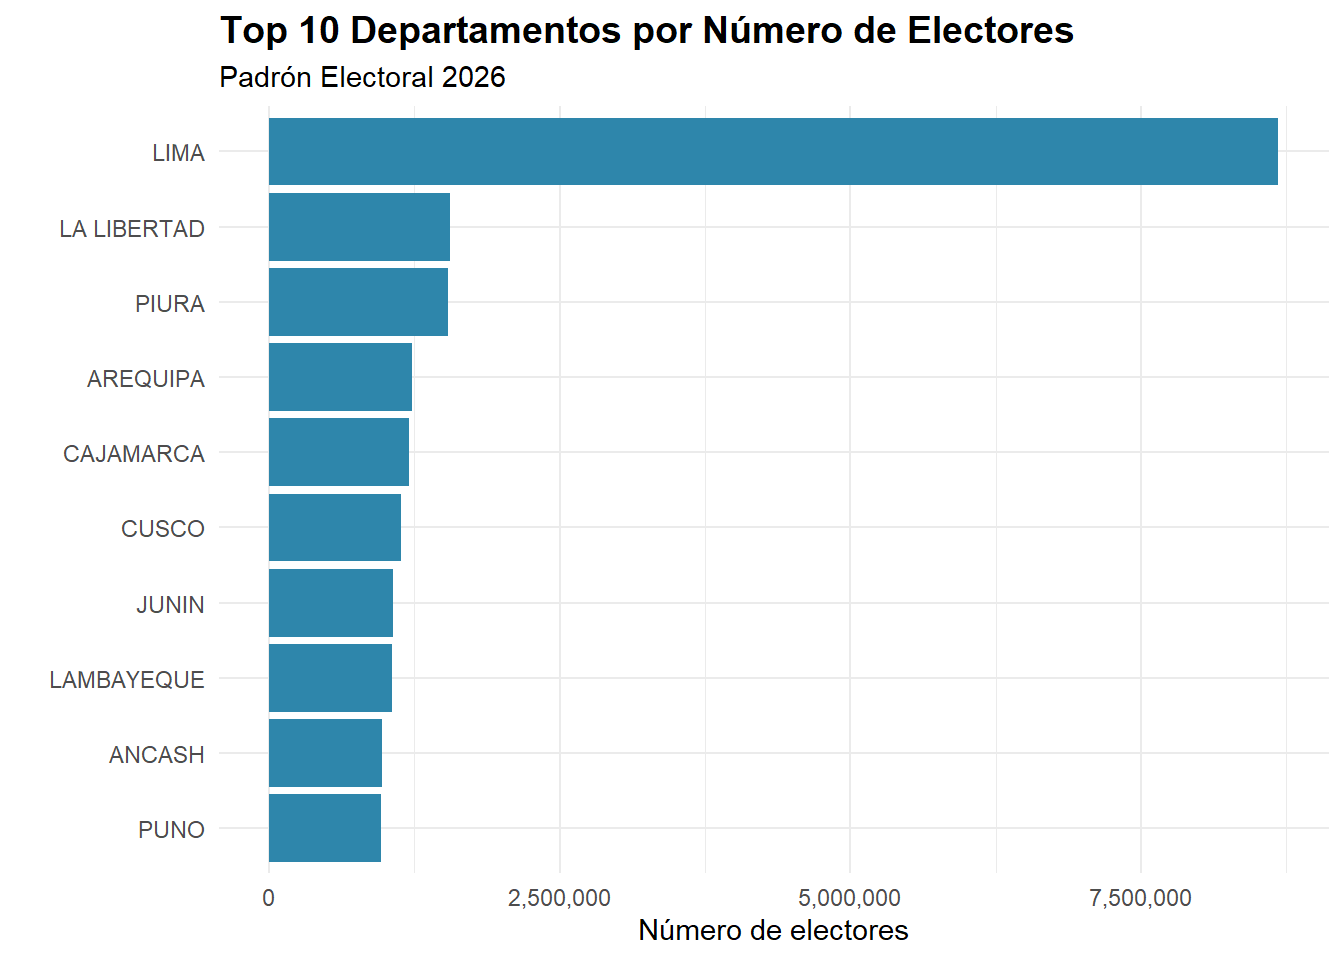 Top 10 Departamentos por Número de Electores
Padrón Electoral 2026
LIMA
LA LIBERTAD
PIURA
AREQUIPA
CAJAMARCA
CUSCO
JUNIN
LAMBAYEQUE
ANCASH
PUNO
0 2,500,000 5,000,000 7,500,000
Número de electores